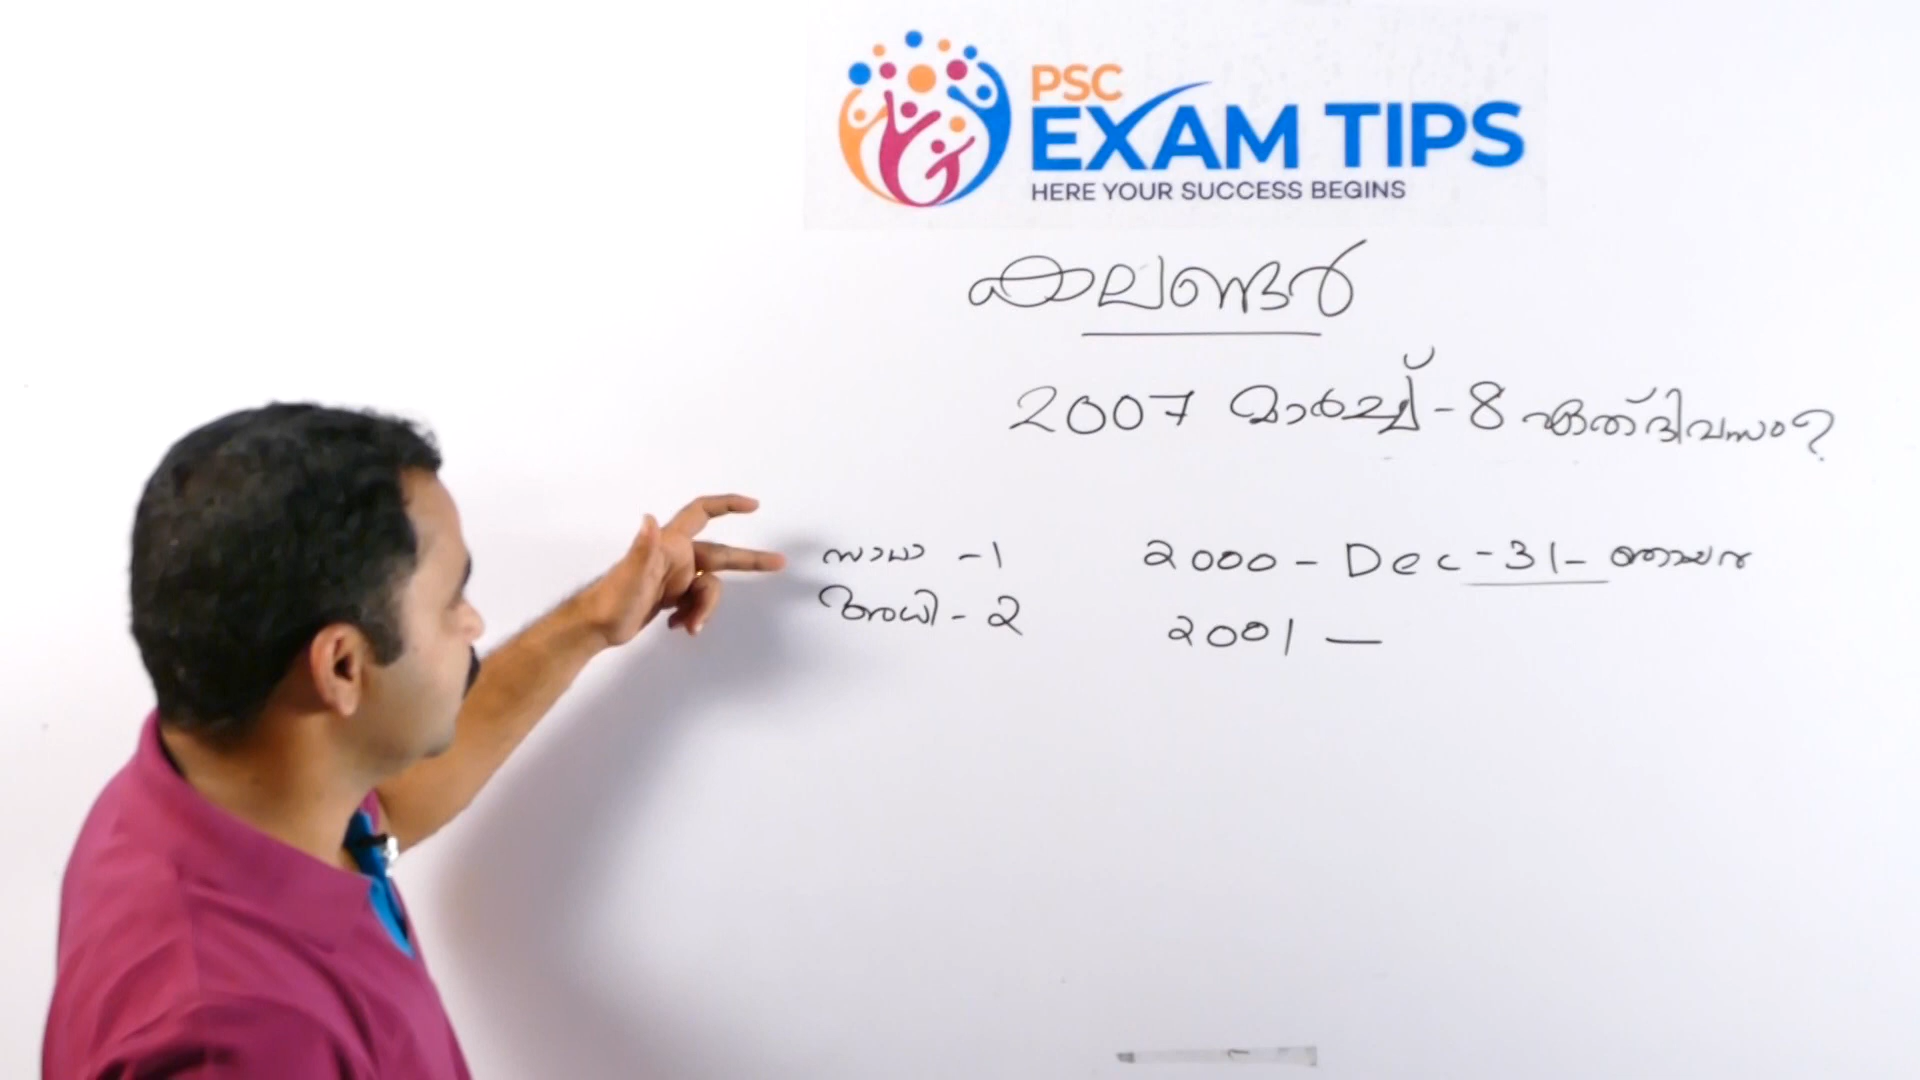 PSC
EXAM TIPS
HERE YOUR SUCCESS BEGINS
കലണ്ടർ
2007 മാർച്ച് - 8 ഏത് ദിവസം?
സാധാ - 1
അധി - 2
2000 - Dec - 31 - ഞായർ
2001 —